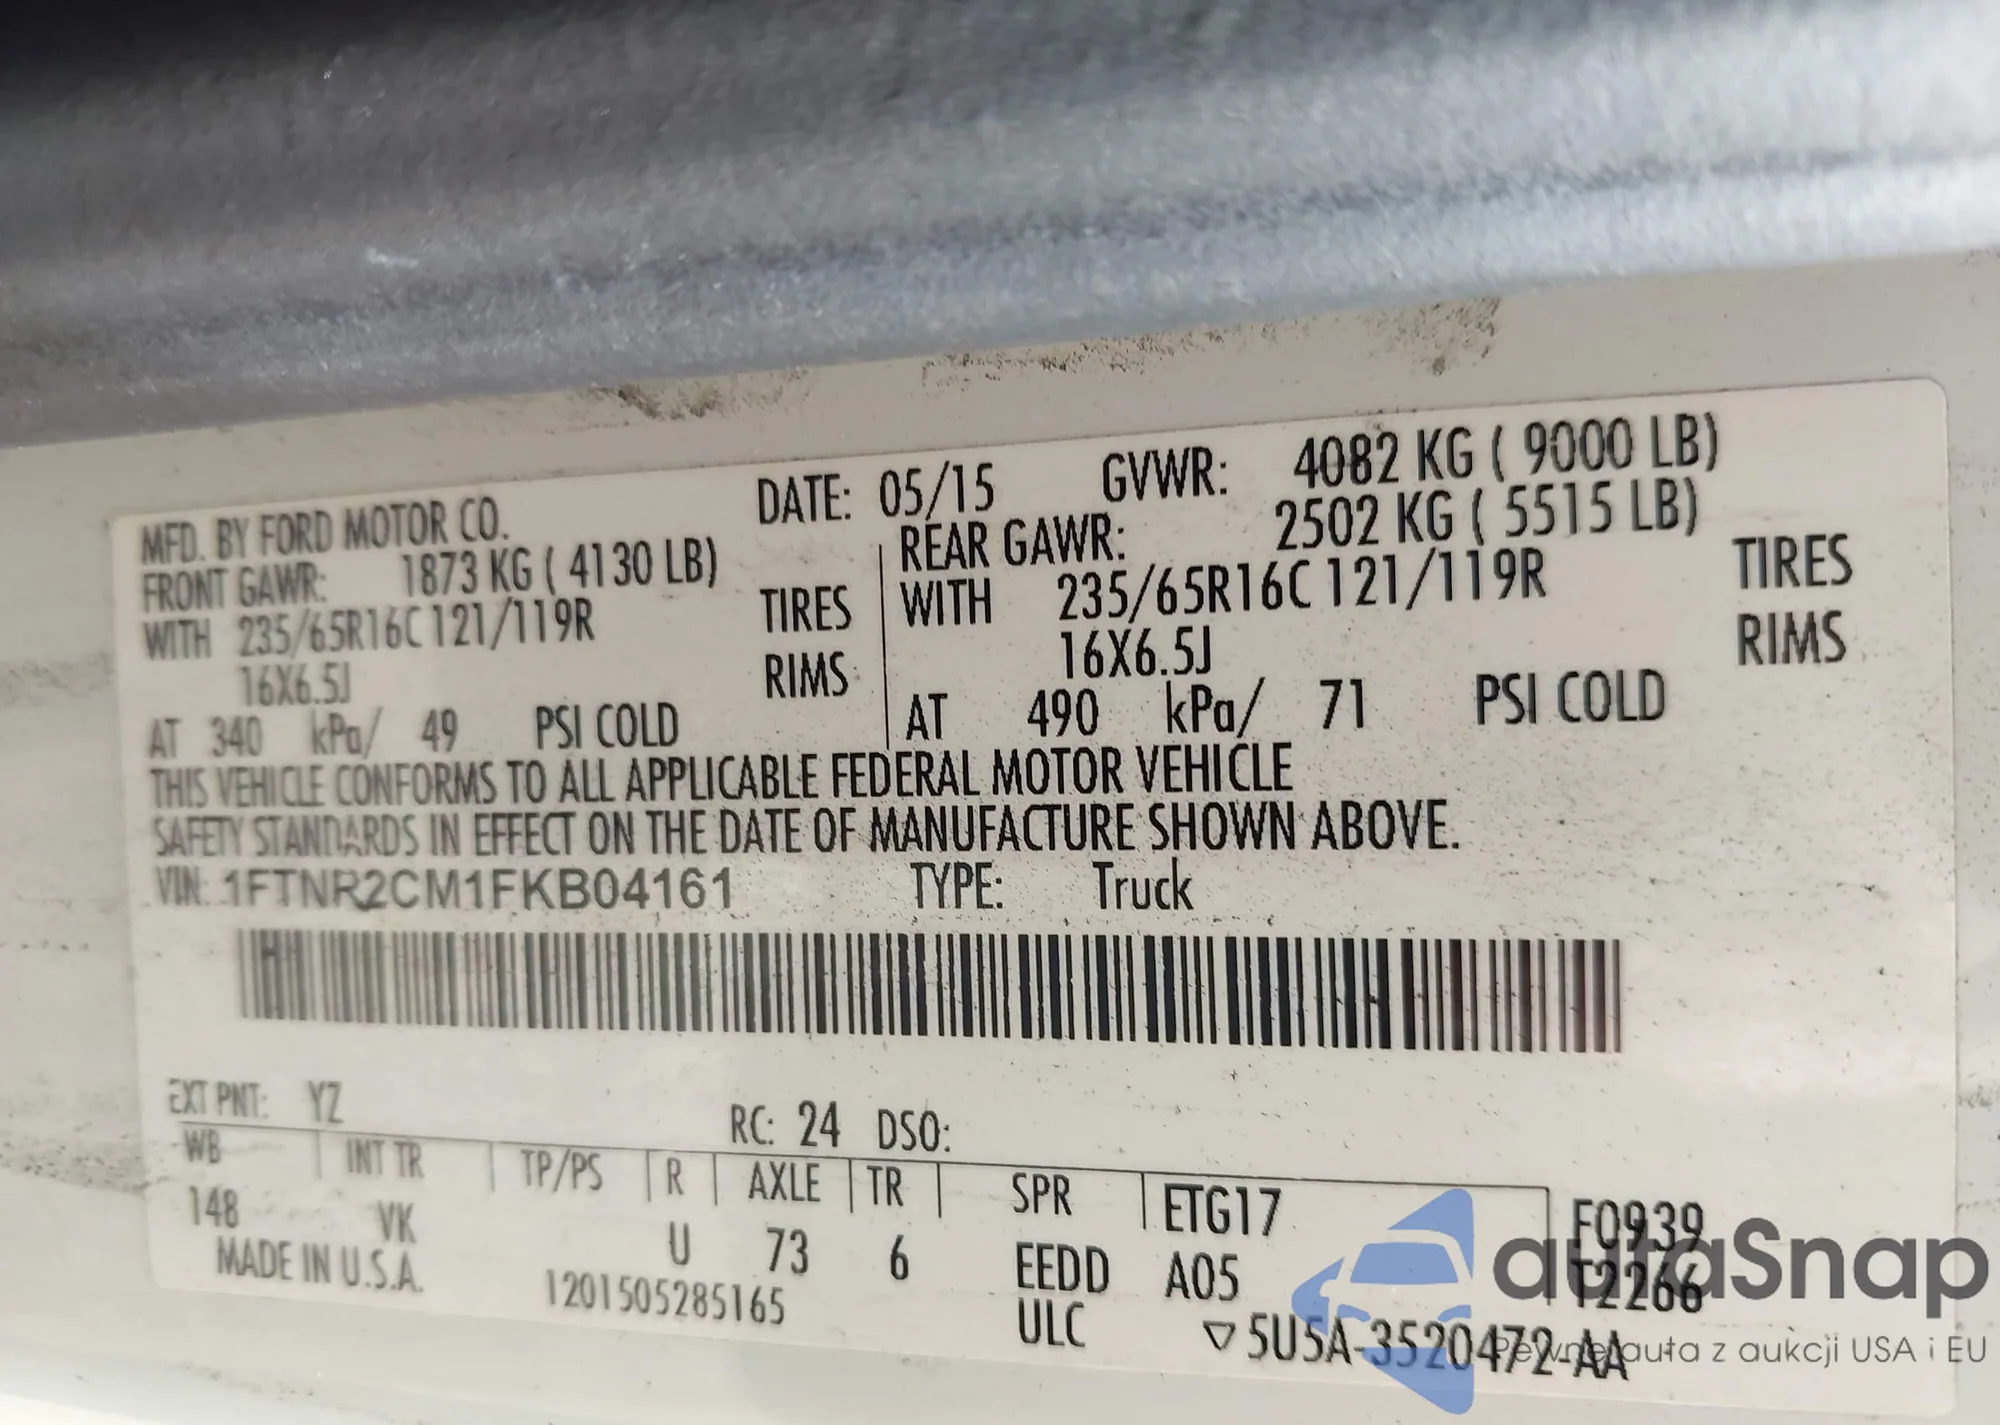 MFD. BY FORD MOTOR CO. DATE: 05/15 GVWR: 4082 KG ( 9000 LB)
FRONT GAWR: 1873 KG ( 4130 LB) REAR GAWR: 2502 KG ( 5515 LB)
WITH 235/65R16C 121/119R TIRES WITH 235/65R16C 121/119R TIRES
16X6.5J RIMS 16X6.5J RIMS
AT 340 kPa/ 49 PSI COLD AT 490 kPa/ 71 PSI COLD
THIS VEHICLE CONFORMS TO ALL APPLICABLE FEDERAL MOTOR VEHICLE
SAFETY STANDARDS IN EFFECT ON THE DATE OF MANUFACTURE SHOWN ABOVE.
VIN: 1FTNR2CM1FKB04161 TYPE: Truck
EXT PNT: YZ RC: 24 DSO:
WB INT TR TP/PS R AXLE TR SPR ETG17 F0939
148 VK U 73 6 EEDD A05 T2266
MADE IN U.S.A. 1201505285165 ULC ▽5U5A-3520472-AA
autaSnap
Pewne auta z aukcji USA i EU